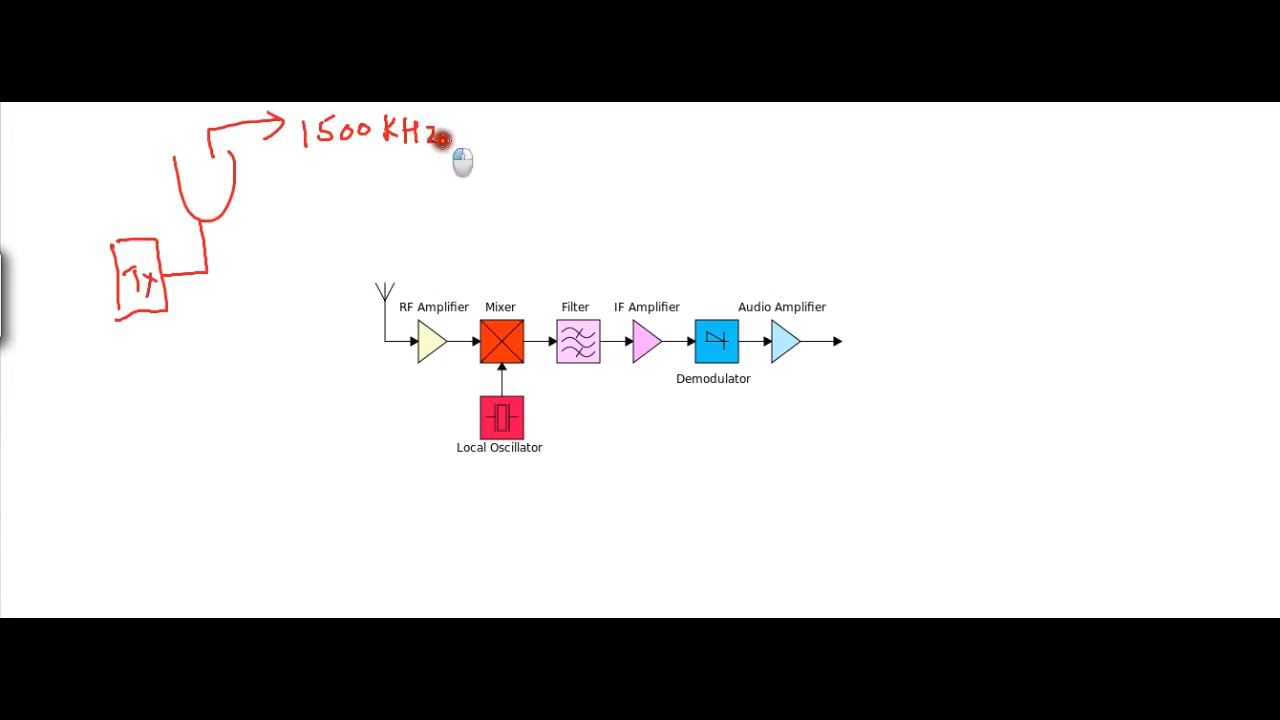 1500 KHz
Tx
RF Amplifier Mixer Filter IF Amplifier Audio Amplifier
Demodulator
Local Oscillator